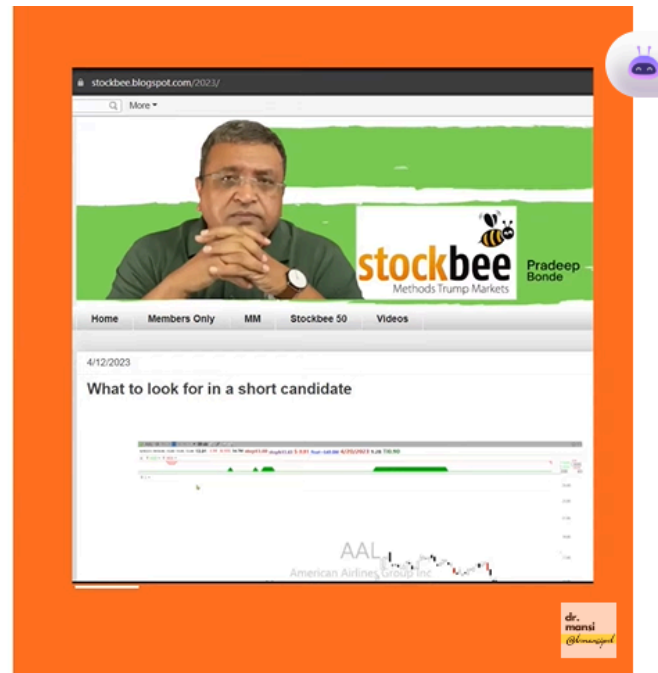 stockbee.blogspot.com/2023/
More
stockbee
Methods Trump Markets
Pradeep
Bonde
Home Members Only MM Stockbee 50 Videos
4/12/2023
What to look for in a short candidate
AAL
American Airlines Group Inc
dr.
mansi